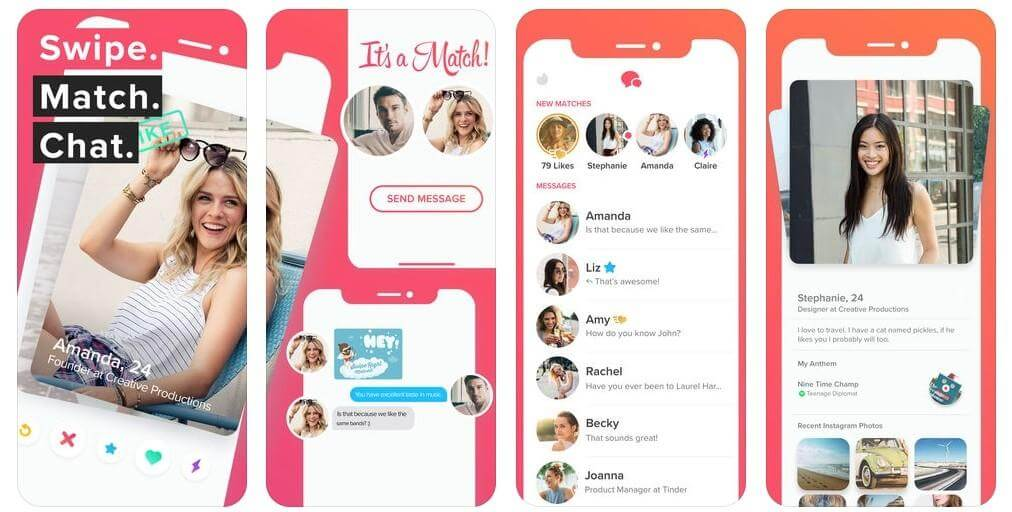 Swipe.
Match.
Chat.
Amanda, 24
Founder at Creative Productions
It's a Match!
SEND MESSAGE
HEY!
You have excellent taste in music.
Is that because we like the
same bands? :)
NEW MATCHES
79 Likes
Stephanie
Amanda
Claire
MESSAGES
Amanda
Is that because we like the same...
Liz
That's awesome!
Amy
How do you know John?
Rachel
Have you ever been to Laurel Har...
Becky
That sounds great!
Joanna
Product Manager at Tinder
Stephanie, 24
Designer at Creative Productions
I love to travel. I have a cat named pickles, if he
likes you I probably will too.
My Anthem
Nine Time Champ
Teenage Diplomat
Recent Instagram Photos